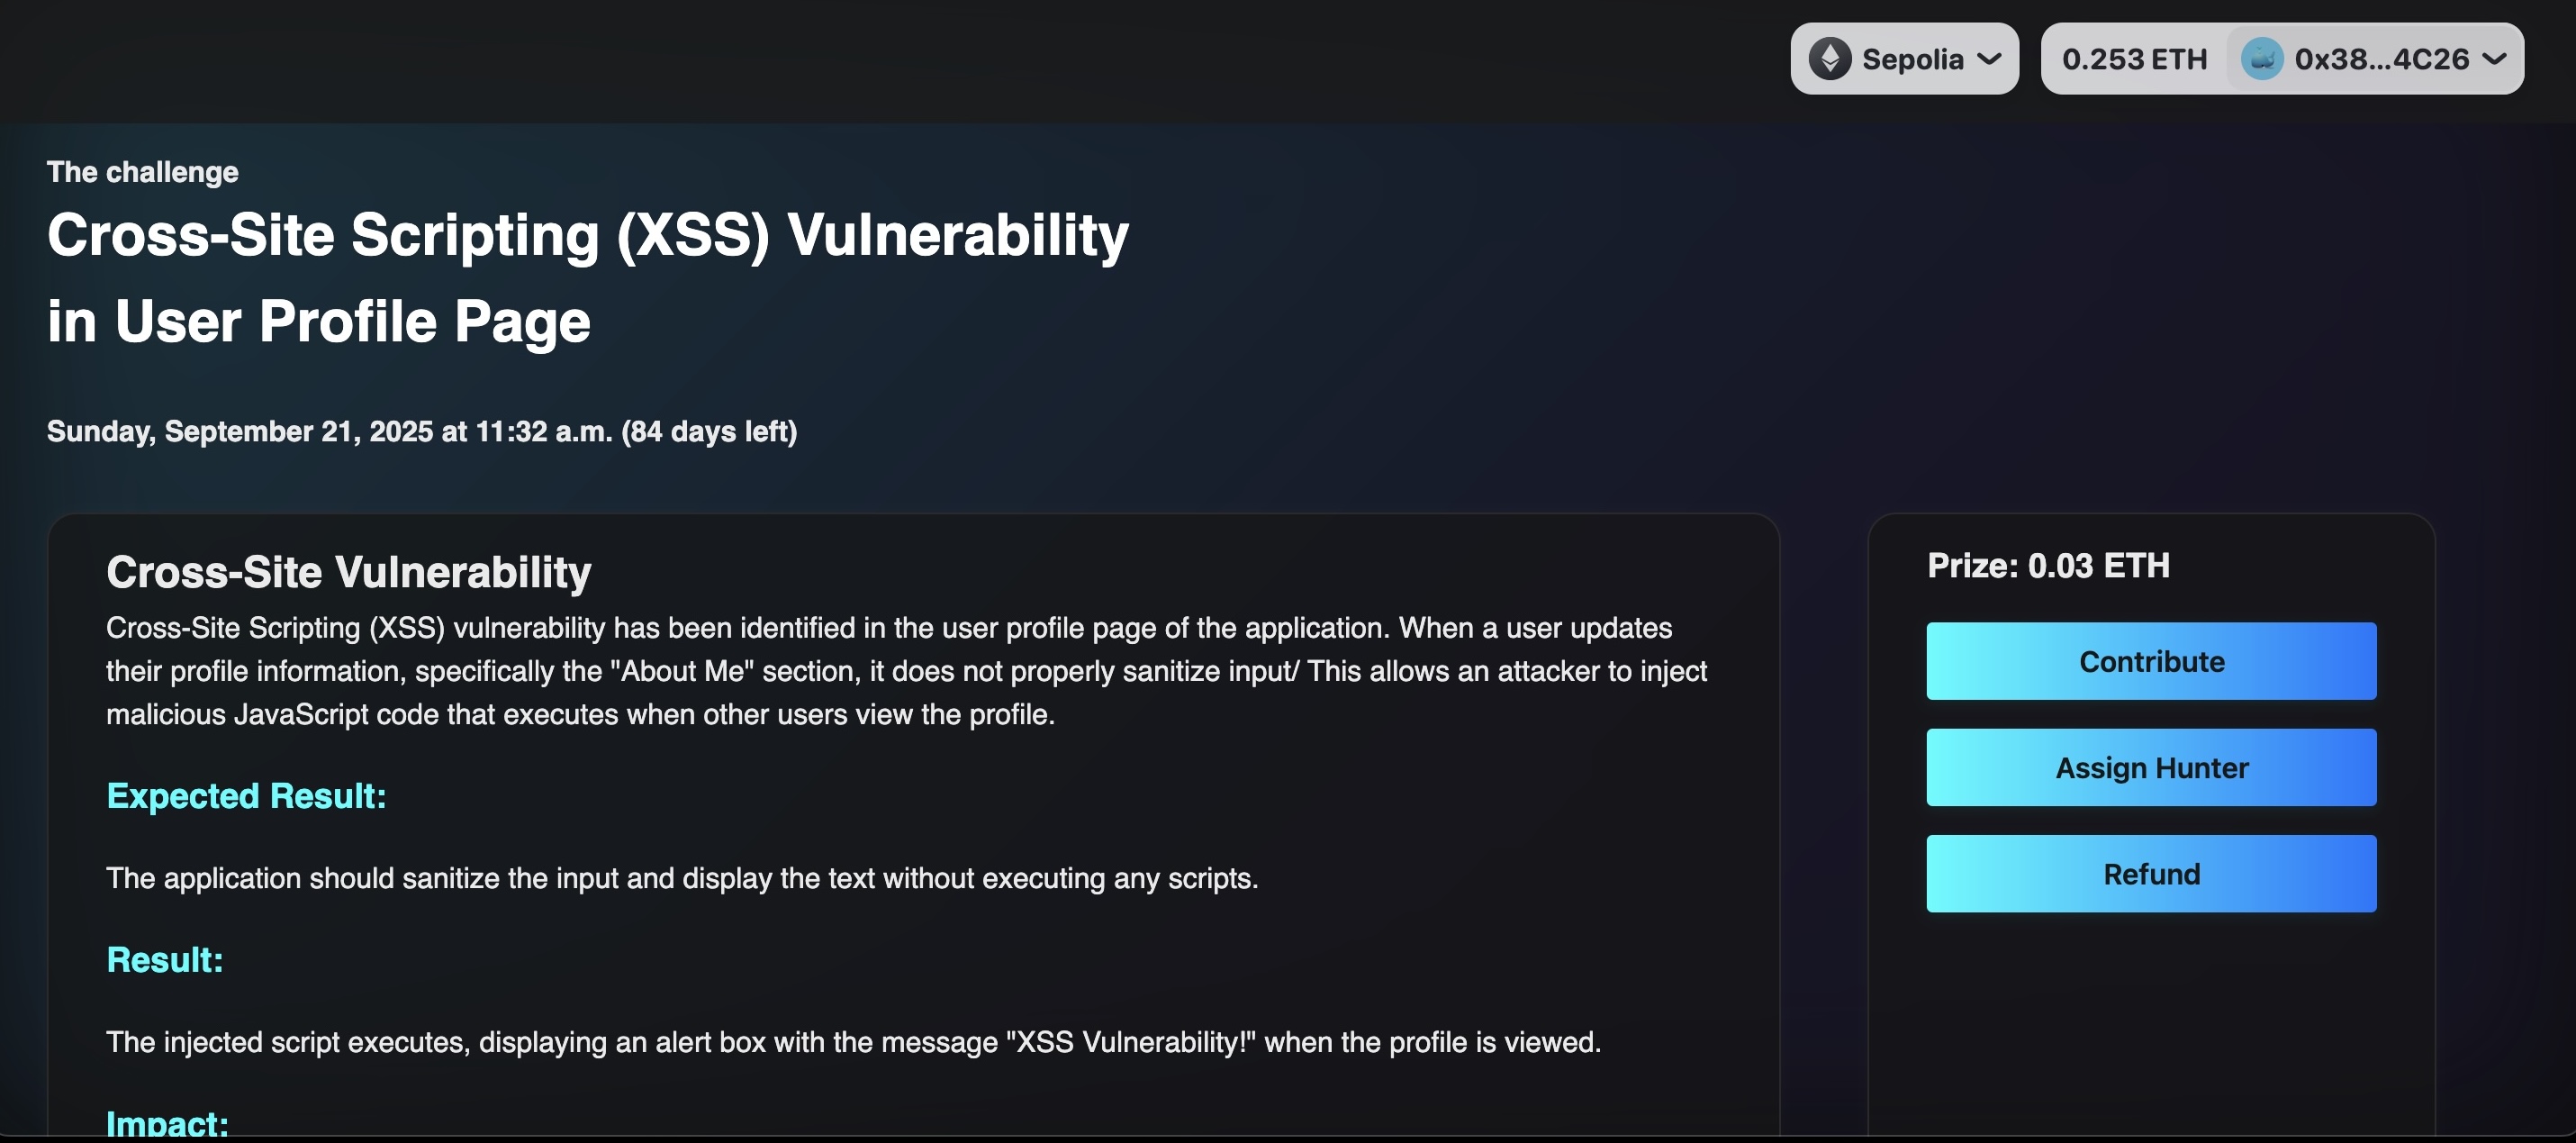 Sepolia
0.253 ETH
0x38...4C26
The challenge
Cross-Site Scripting (XSS) Vulnerability
in User Profile Page
Sunday, September 21, 2025 at 11:32 a.m. (84 days left)
Cross-Site Vulnerability
Cross-Site Scripting (XSS) vulnerability has been identified in the user profile page of the application. When a user updates
their profile information, specifically the "About Me" section, it does not properly sanitize input/ This allows an attacker to inject
malicious JavaScript code that executes when other users view the profile.
Expected Result:
The application should sanitize the input and display the text without executing any scripts.
Result:
The injected script executes, displaying an alert box with the message "XSS Vulnerability!" when the profile is viewed.
Impact:
Prize: 0.03 ETH
Contribute
Assign Hunter
Refund